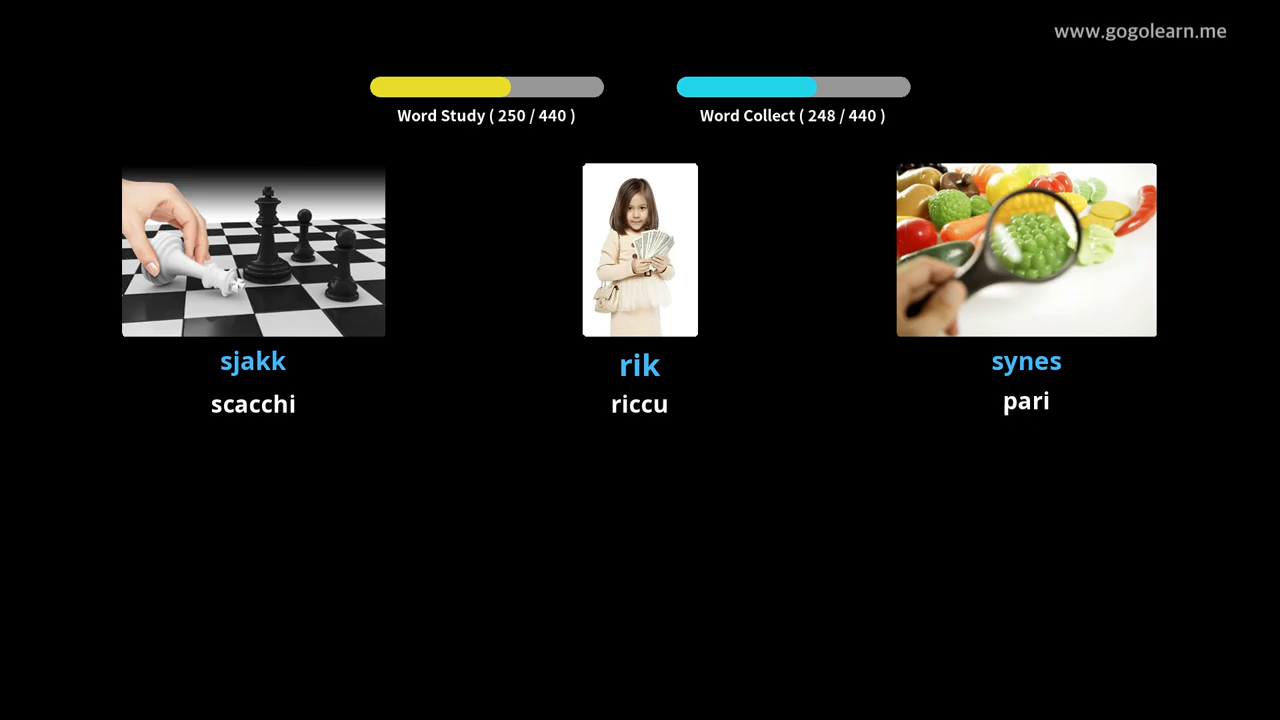 www.gogolearn.me
Word Study ( 250 / 440 )
Word Collect ( 248 / 440 )
sjakk
scacchi
rik
riccu
synes
pari